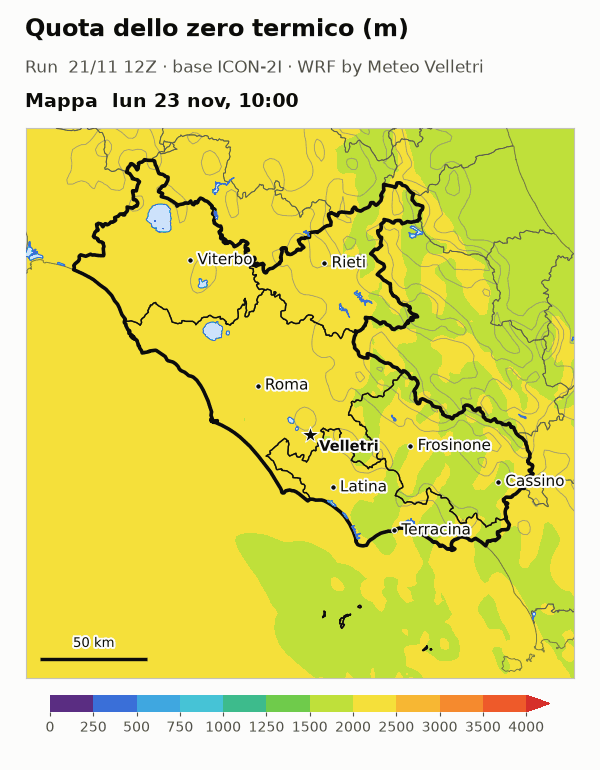 Quota dello zero termico (m)
Run  21/11 12Z · base ICON-2I · WRF by Meteo Velletri
Mappa  lun 23 nov, 10:00
Viterbo
Rieti
Roma
Velletri
Frosinone
Cassino
Latina
Terracina
50 km
0 250 500 750 1000 1250 1500 2000 2500 3000 3500 4000